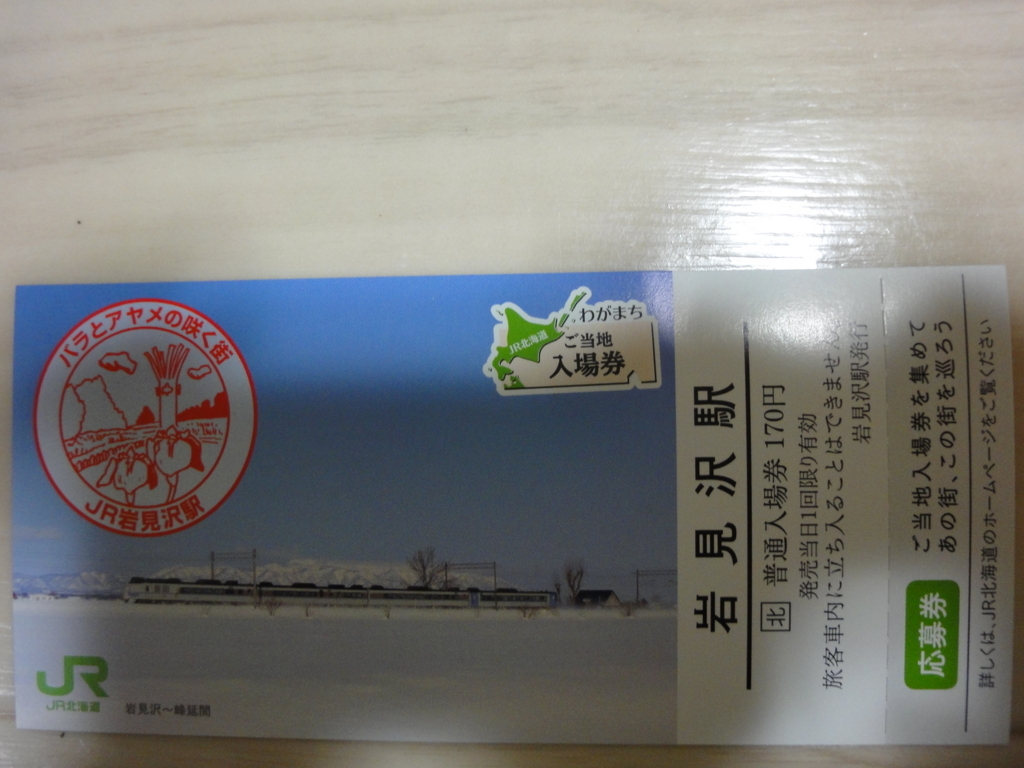 バラとアヤメの咲く街
JR岩見沢駅
わがまち
ご当地
入場券
JR北海道
JR
JR北海道
岩見沢〜峰延間
岩見沢駅
北 普通入場券 170円
発売当日1回限り有効
旅客車内に立ち入ることはできません。
岩見沢駅発行
応募券
ご当地入場券を集めて
あの街、この街を巡ろう
詳しくは、JR北海道のホームページをご覧ください